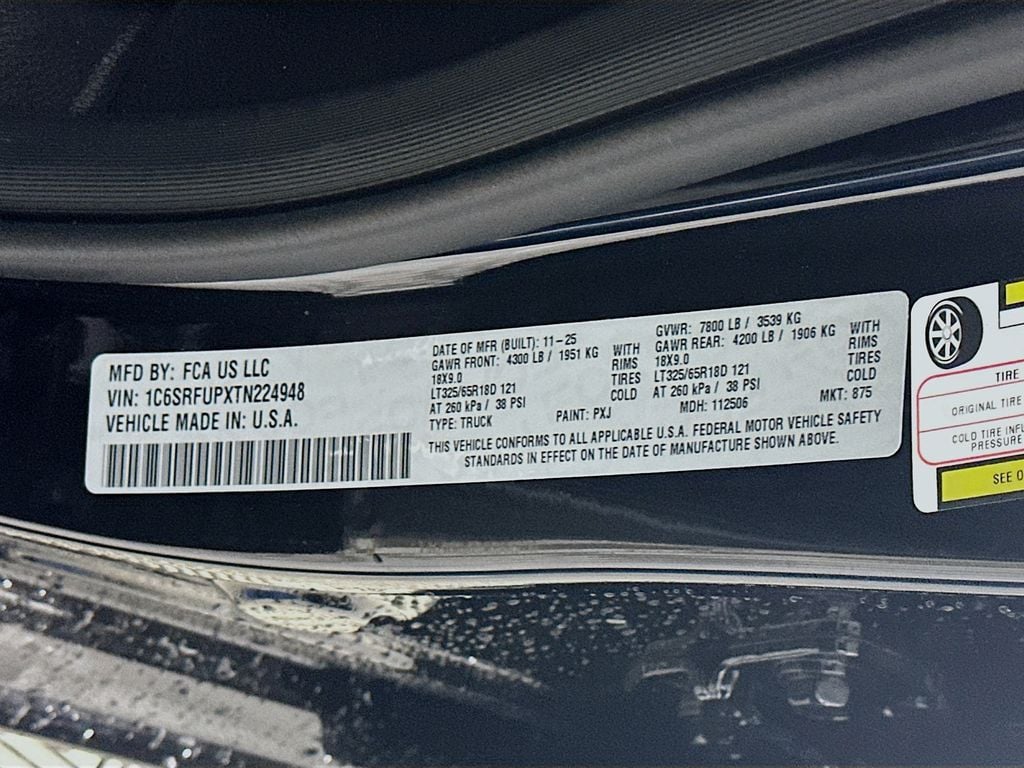 MFD BY: FCA US LLC
VIN: 1C6SRFUPXTN224948
VEHICLE MADE IN: U.S.A.
DATE OF MFR (BUILT): 11-25
GAWR FRONT: 4300 LB / 1951 KG WITH
18X9.0 RIMS
LT325/65R18D 121 TIRES
AT 260 kPa / 38 PSI COLD
TYPE: TRUCK PAINT: PXJ
GVWR: 7800 LB / 3539 KG
GAWR REAR: 4200 LB / 1906 KG WITH
18X9.0 RIMS
LT325/65R18D 121 TIRES
AT 260 kPa / 38 PSI COLD
MDH: 112506 MKT: 875
THIS VEHICLE CONFORMS TO ALL APPLICABLE U.S.A. FEDERAL MOTOR VEHICLE SAFETY
STANDARDS IN EFFECT ON THE DATE OF MANUFACTURE SHOWN ABOVE.
TIRE
ORIGINAL TIRE
COLD TIRE
PRESSURE
SEE